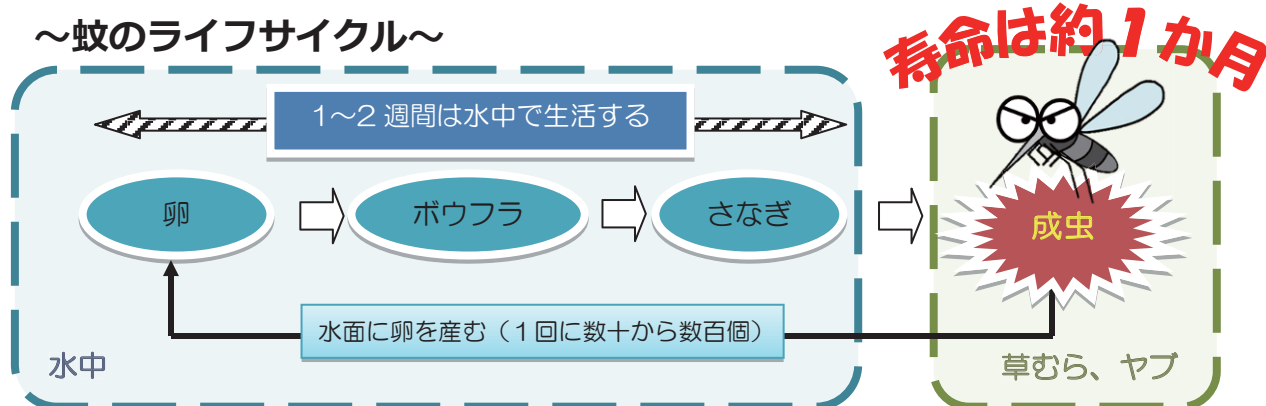 ～蚊のライフサイクル～
寿命は約1か月
1～2 週間は水中で生活する
卵
ボウフラ
さなぎ
成虫
水面に卵を産む（１回に数十から数百個）
水中
草むら、ヤブ